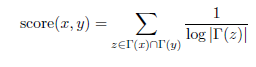 score(x, y) = ∑_{z∈Γ(x)∩Γ(y)} 1 / log |Γ(z)|